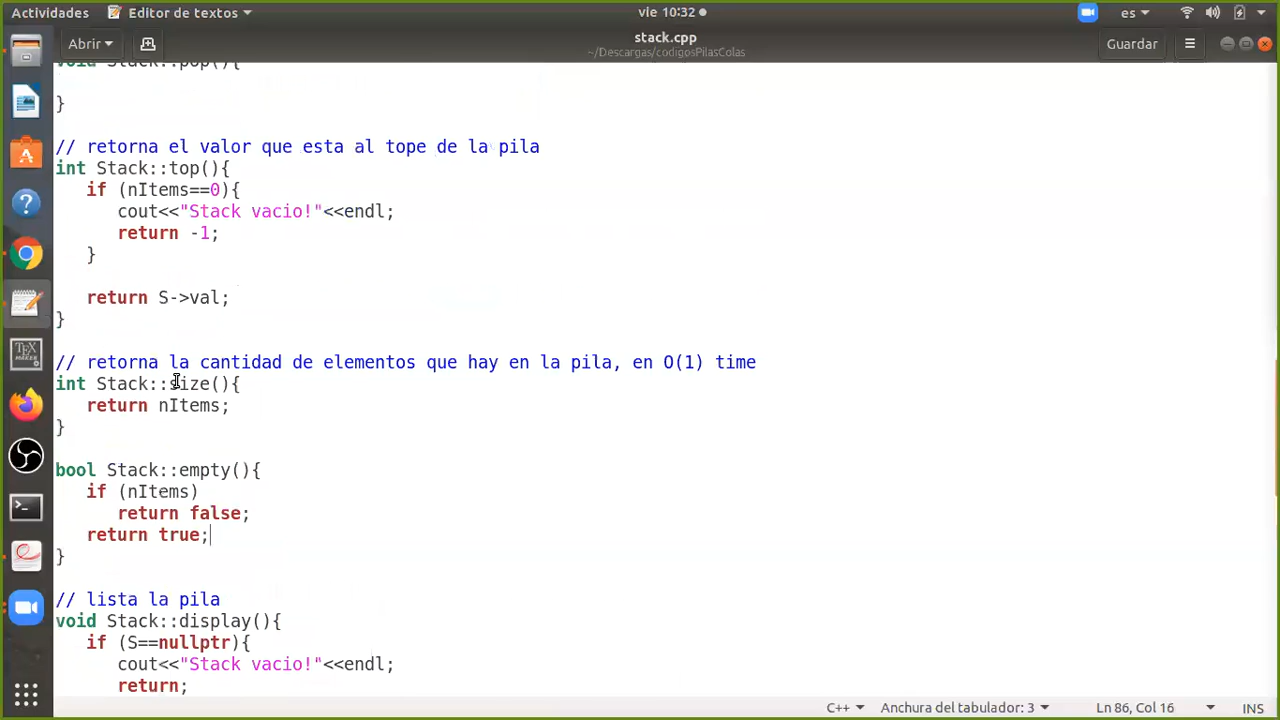 Actividades
Editor de textos
vie 10:32
es
Abrir
stack.cpp
~/Descargas/codigosPilasColas
Guardar
void Stack::pop(){
}
// retorna el valor que esta al tope de la pila
int Stack::top(){
if (nItems==0){
cout<<"Stack vacio!"<<endl;
return -1;
}
return S->val;
}
// retorna la cantidad de elementos que hay en la pila, en O(1) time
int Stack::size(){
return nItems;
}
bool Stack::empty(){
if (nItems)
return false;
return true;
}
// lista la pila
void Stack::display(){
if (S==nullptr){
cout<<"Stack vacio!"<<endl;
return;
C++
Anchura del tabulador: 3
Ln 86, Col 16
INS